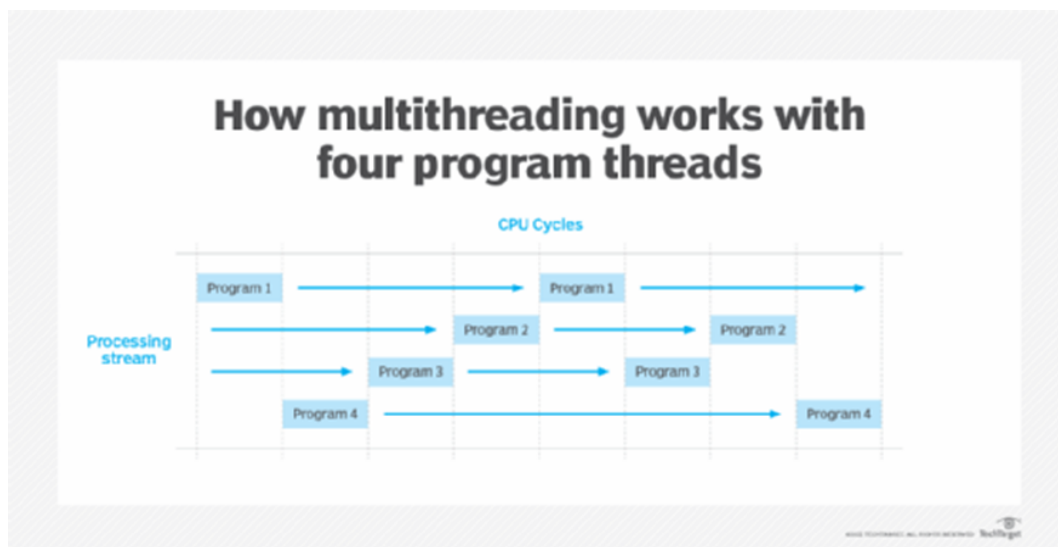 How multithreading works with
four program threads
CPU Cycles
Program 1
Program 1
Processing
stream
Program 2
Program 2
Program 3
Program 3
Program 4
Program 4
TechTarget